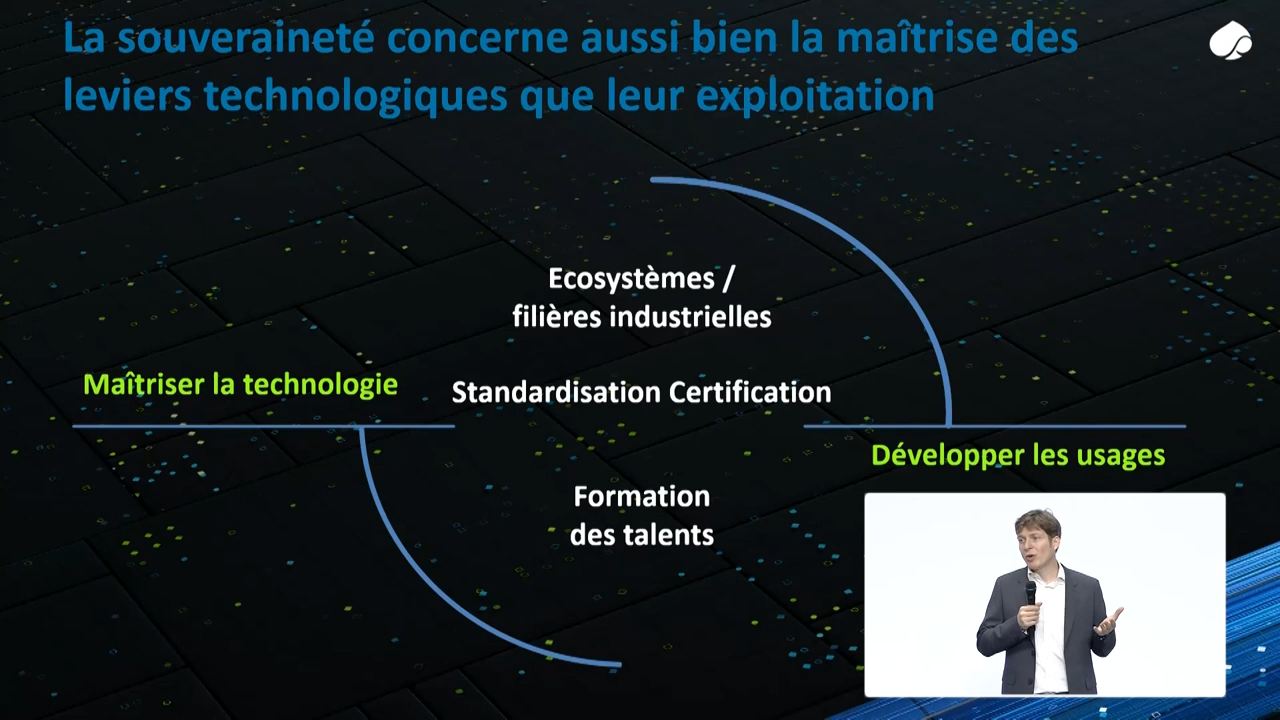 La souveraineté concerne aussi bien la maîtrise des
leviers technologiques que leur exploitation
Ecosystèmes /
filières industrielles
Maîtriser la technologie
Standardisation Certification
Développer les usages
Formation
des talents